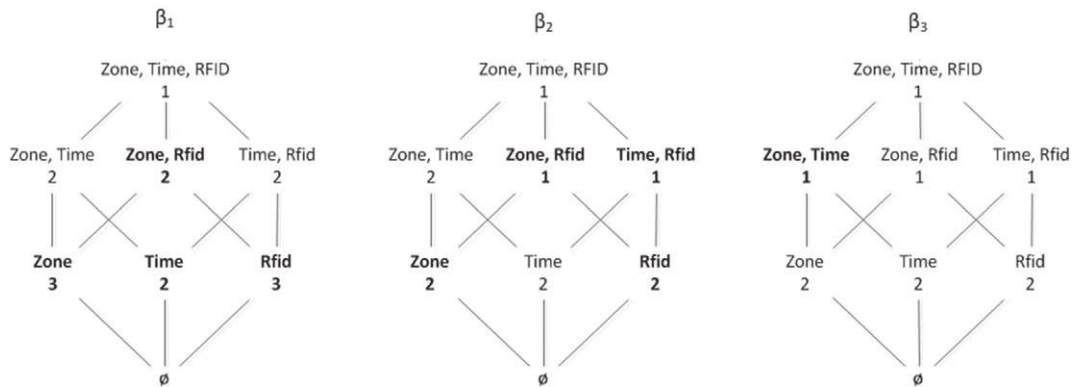 β₁
Zone, Time, RFID
1
Zone, Time Zone, Rfid Time, Rfid
2 2 2
Zone Time Rfid
3 2 3
ø
β₂
Zone, Time, RFID
1
Zone, Time Zone, Rfid Time, Rfid
2 1 1
Zone Time Rfid
2 2 2
ø
β₃
Zone, Time, RFID
1
Zone, Time Zone, Rfid Time, Rfid
1 1 1
Zone Time Rfid
2 2 2
ø